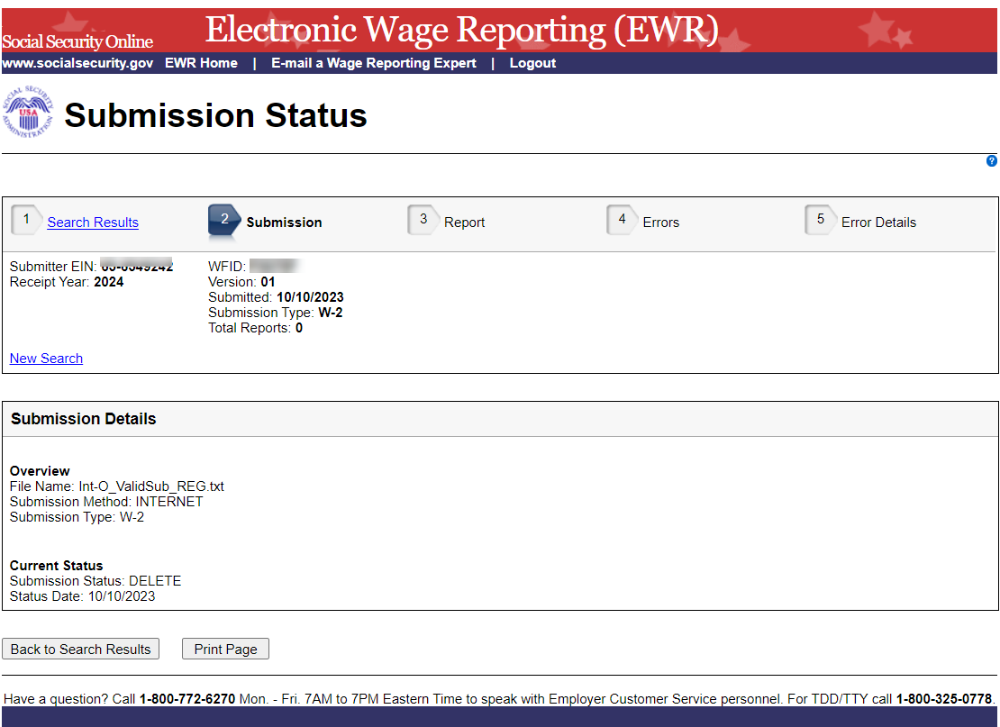 Electronic Wage Reporting (EWR)
Social Security Online
www.socialsecurity.gov EWR Home | E-mail a Wage Reporting Expert | Logout
SOCIAL SECURITY ADMINISTRATION
USA
Submission Status
?
1 Search Results 2 Submission 3 Report 4 Errors 5 Error Details
Submitter EIN:
Receipt Year: 2024
WFID:
Version: 01
Submitted: 10/10/2023
Submission Type: W-2
Total Reports: 0
New Search
Submission Details
Overview
File Name: Int-O_ValidSub_REG.txt
Submission Method: INTERNET
Submission Type: W-2
Current Status
Submission Status: DELETE
Status Date: 10/10/2023
Back to Search Results Print Page
Have a question? Call 1-800-772-6270 Mon. - Fri. 7AM to 7PM Eastern Time to speak with Employer Customer Service personnel. For TDD/TTY call 1-800-325-0778.